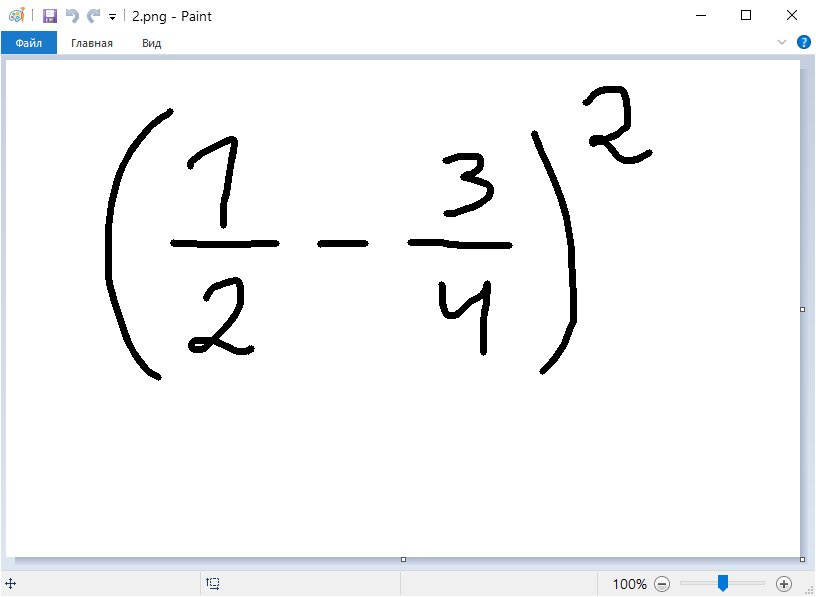 2.png - Paint
Файл Главная Вид
(1/2 - 3/4)²
100%